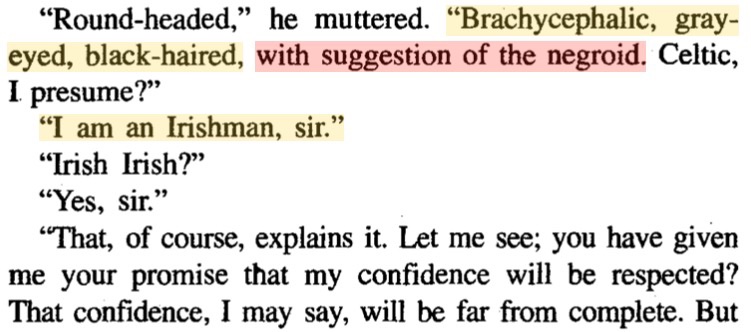 “Round-headed,” he muttered. “Brachycephalic, gray-
eyed, black-haired, with suggestion of the negroid. Celtic,
I presume?”
“I am an Irishman, sir.”
“Irish Irish?”
“Yes, sir.”
“That, of course, explains it. Let me see; you have given
me your promise that my confidence will be respected?
That confidence, I may say, will be far from complete. But